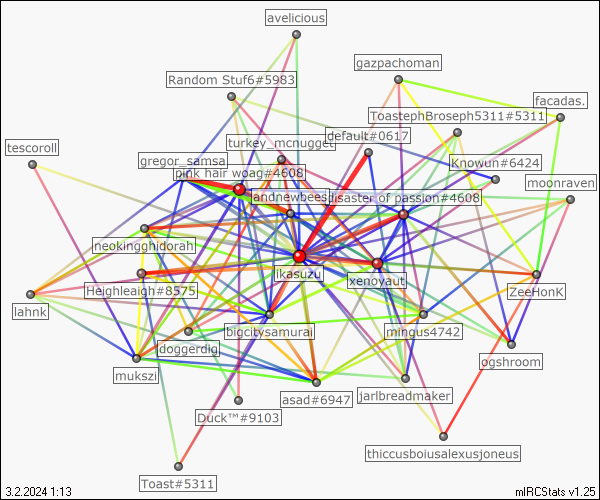 avelicious
gazpachoman
Random Stuf6#5983
facadas.
ToastephBroseph5311#5311
default#0617
turkey_mcnugget
tescoroll
gregor_samsa
Knowun#6424
pink hair woag#4608
moonraven
landnewbees
disaster of passion#4608
neokingghidorah
likasuzu
xenoyaut
Heighleaigh#8575
ZeeHonK
lahnk
bigcitysamurai
mingus4742
doggerdig
ogshroom
mukszi
asad#6947
jarlbreadmaker
Duck™#9103
thiccusboiusalexusjoneus
Toast#5311
3.2.2024 1:13
mIRCStats v1.25